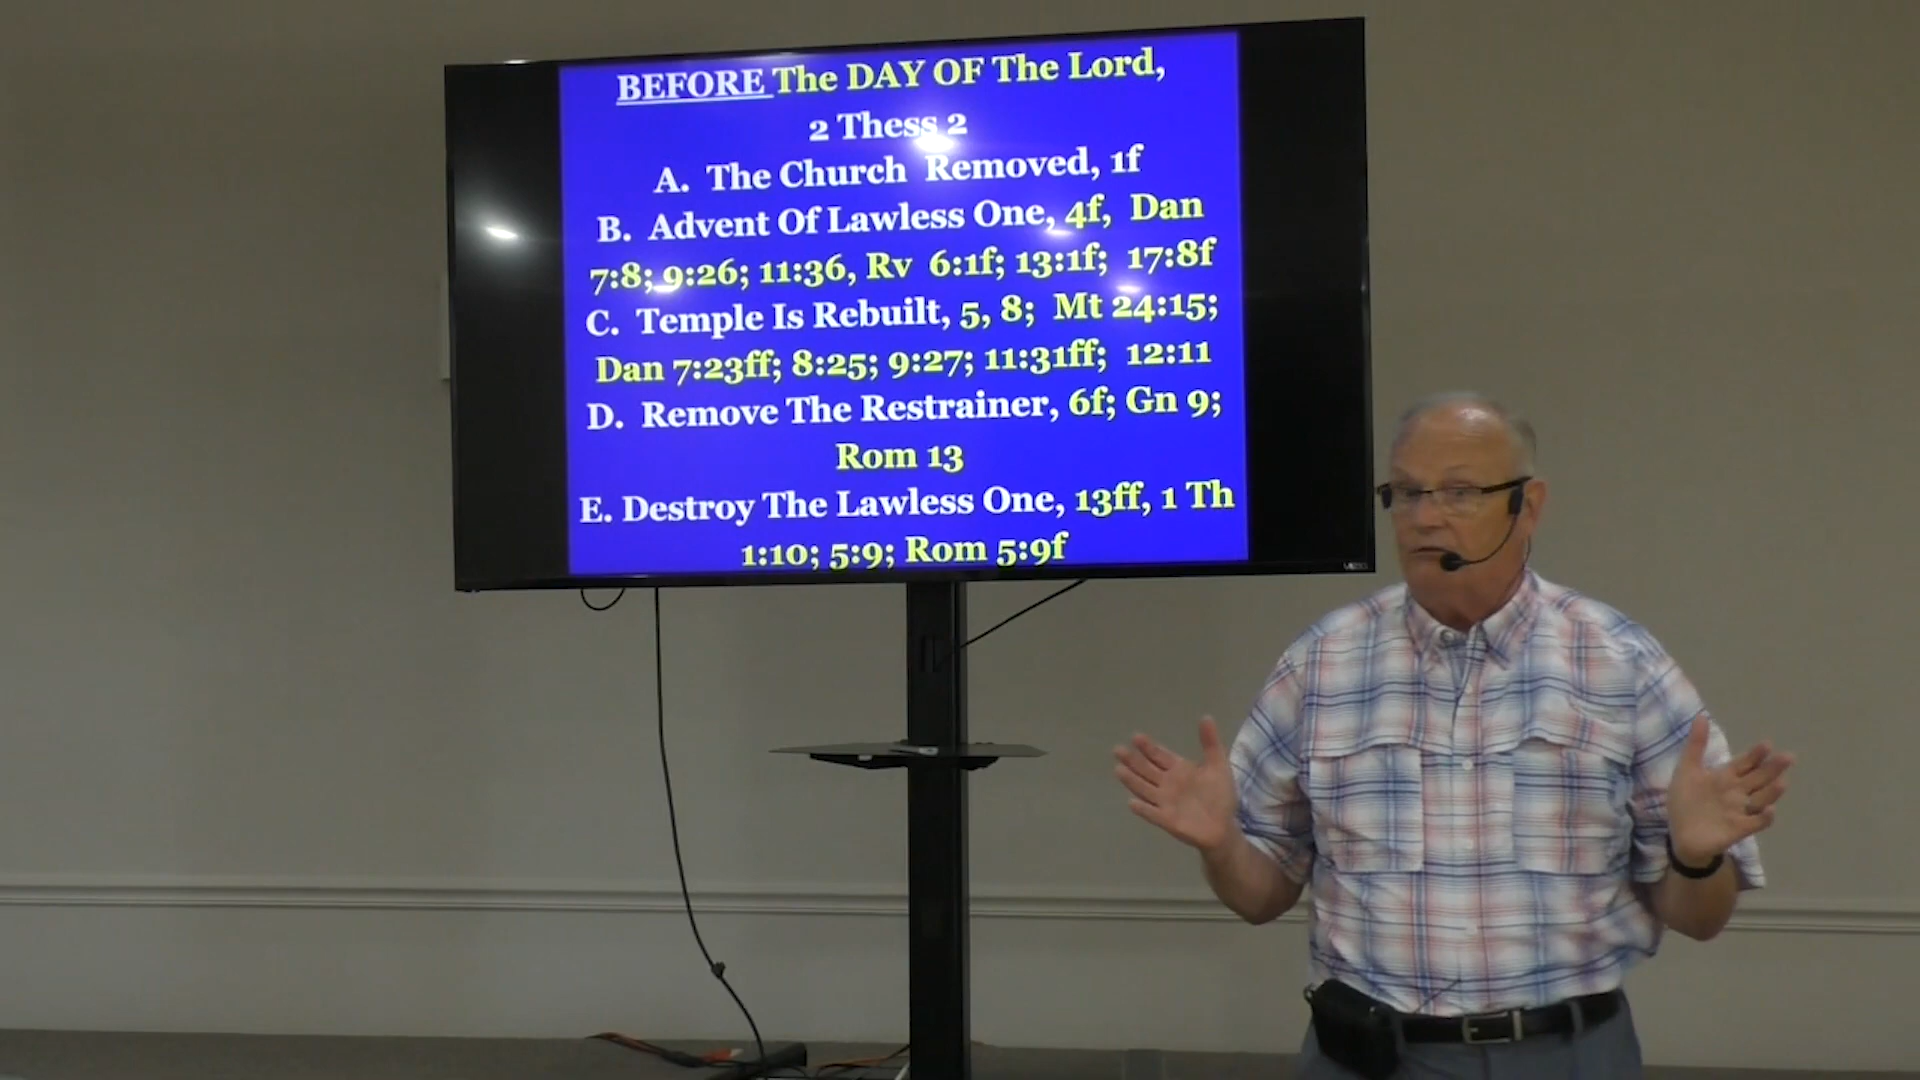 BEFORE The DAY OF The Lord,
2 Thess 2
A. The Church Removed, 1f
B. Advent Of Lawless One, 4f, Dan
7:8; 9:26; 11:36, Rv 6:1f; 13:1f; 17:8f
C. Temple Is Rebuilt, 5, 8; Mt 24:15;
Dan 7:23ff; 8:25; 9:27; 11:31ff; 12:11
D. Remove The Restrainer, 6f; Gn 9;
Rom 13
E. Destroy The Lawless One, 13ff, 1 Th
1:10; 5:9; Rom 5:9f
VIZIO